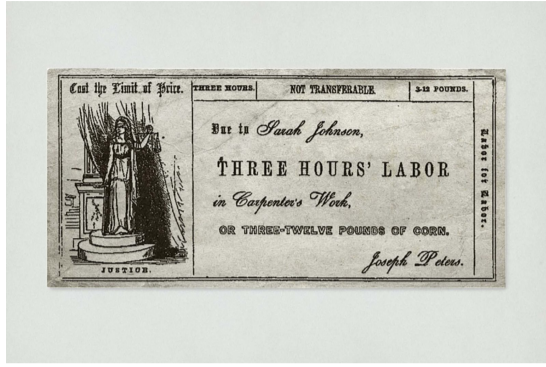 Cost the Limit of Price.
THREE HOURS.
NOT TRANSFERABLE.
3-12 POUNDS.
Due to Sarah Johnson,
THREE HOURS' LABOR
in Carpenter's Work,
OR THREE-TWELVE POUNDS OF CORN.
Joseph Peters.
JUSTICE.
Labor for Labor.